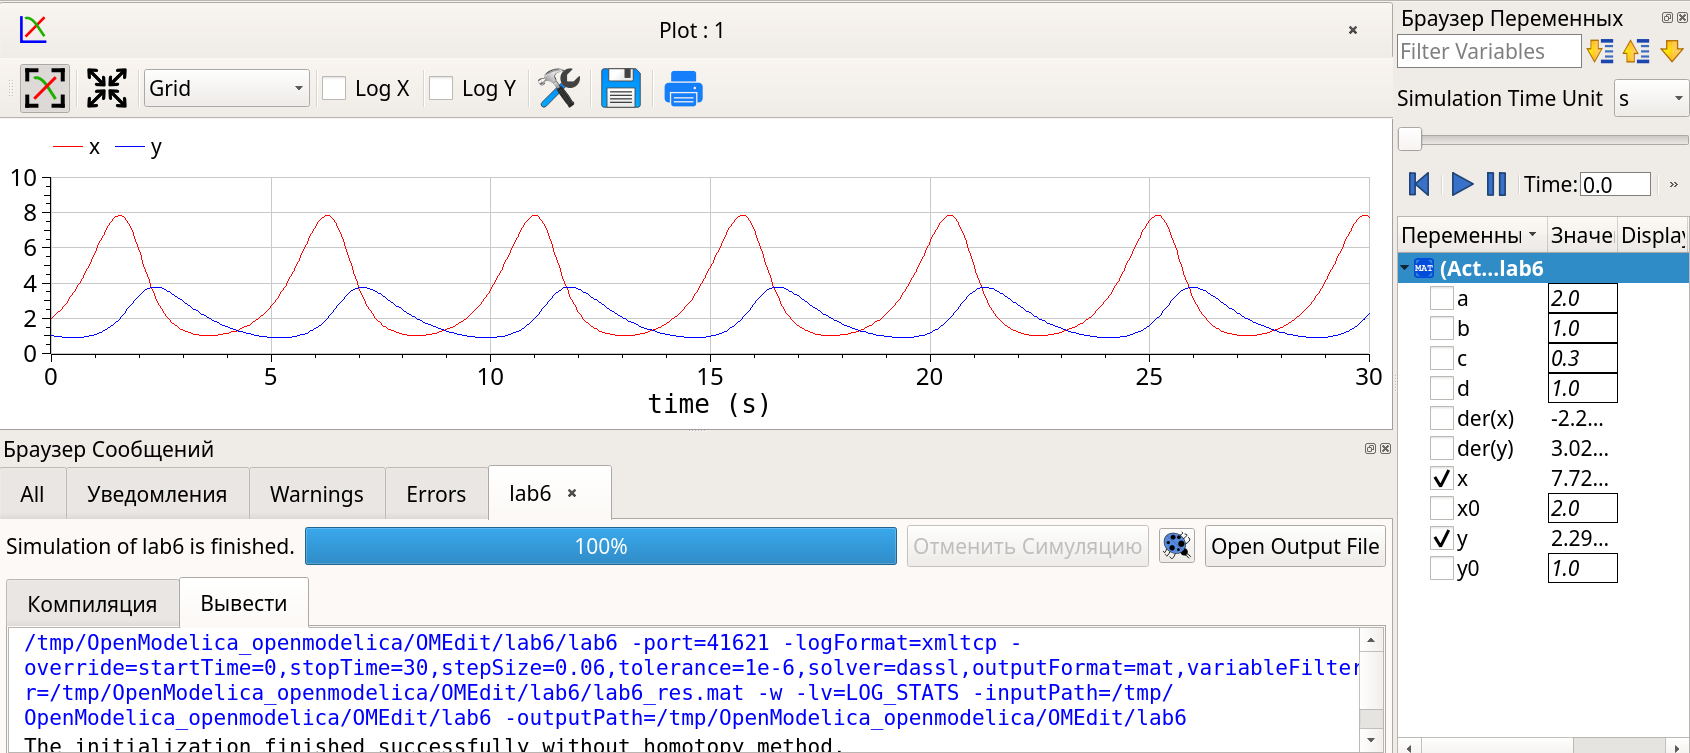 Plot : 1
Grid
Log X
Log Y
x y
10
8
6
4
2
0
0 5 10 15 20 25 30
time (s)
Браузер Сообщений
All Уведомления Warnings Errors lab6
Simulation of lab6 is finished. 100% Отменить Симуляцию Open Output File
Компиляция Вывести
/tmp/OpenModelica_openmodelica/OMEdit/lab6/lab6 -port=41621 -logFormat=xmltcp -
override=startTime=0,stopTime=30,stepSize=0.06,tolerance=1e-6,solver=dassl,outputFormat=mat,variableFilter
r=/tmp/OpenModelica_openmodelica/OMEdit/lab6/lab6_res.mat -w -lv=LOG_STATS -inputPath=/tmp/
OpenModelica_openmodelica/OMEdit/lab6 -outputPath=/tmp/OpenModelica_openmodelica/OMEdit/lab6
The initialization finished successfully without homotopy method.
Браузер Переменных
Filter Variables
Simulation Time Unit s
Time: 0.0 »
Переменны Значе Display
MAT (Act...lab6
a 2.0
b 1.0
c 0.3
d 1.0
der(x) -2.2...
der(y) 3.02...
x 7.72...
x0 2.0
y 2.29...
y0 1.0